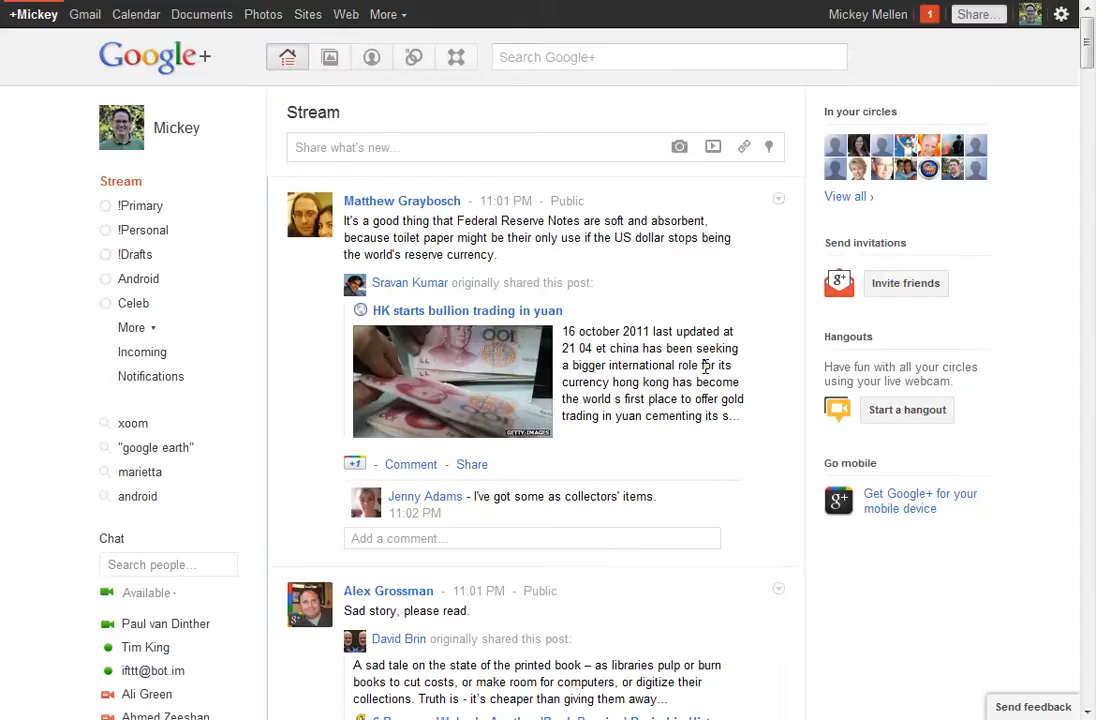 +Mickey Gmail Calendar Documents Photos Sites Web More
Mickey Mellen 1 Share...
Google+
Search Google+
Mickey
Stream
!Primary
!Personal
!Drafts
Android
Celeb
More
Incoming
Notifications
xoom
"google earth"
marietta
android
Chat
Search people...
Available
Paul van Dinther
Tim King
ifttt@bot.im
Ali Green
Ahmed Zeeshan
Stream
Share what's new...
Matthew Graybosch - 11:01 PM - Public
It's a good thing that Federal Reserve Notes are soft and absorbent,
because toilet paper might be their only use if the US dollar stops being
the world's reserve currency.
Sravan Kumar originally shared this post:
HK starts bullion trading in yuan
100
GETTY IMAGES
16 october 2011 last updated at
21 04 et china has been seeking
a bigger international role for its
currency hong kong has become
the world s first place to offer gold
trading in yuan cementing its s...
+1 - Comment - Share
Jenny Adams - I've got some as collectors' items.
11:02 PM
Add a comment...
Alex Grossman - 11:01 PM - Public
Sad story, please read.
David Brin originally shared this post:
A sad tale on the state of the printed book – as libraries pulp or burn
books to cut costs, or make room for computers, or digitize their
collections. Truth is - it's cheaper than giving them away...
In your circles
View all ›
Send invitations
g+
Invite friends
Hangouts
Have fun with all your circles
using your live webcam.
Start a hangout
Go mobile
g+
Get Google+ for your
mobile device
Send feedback